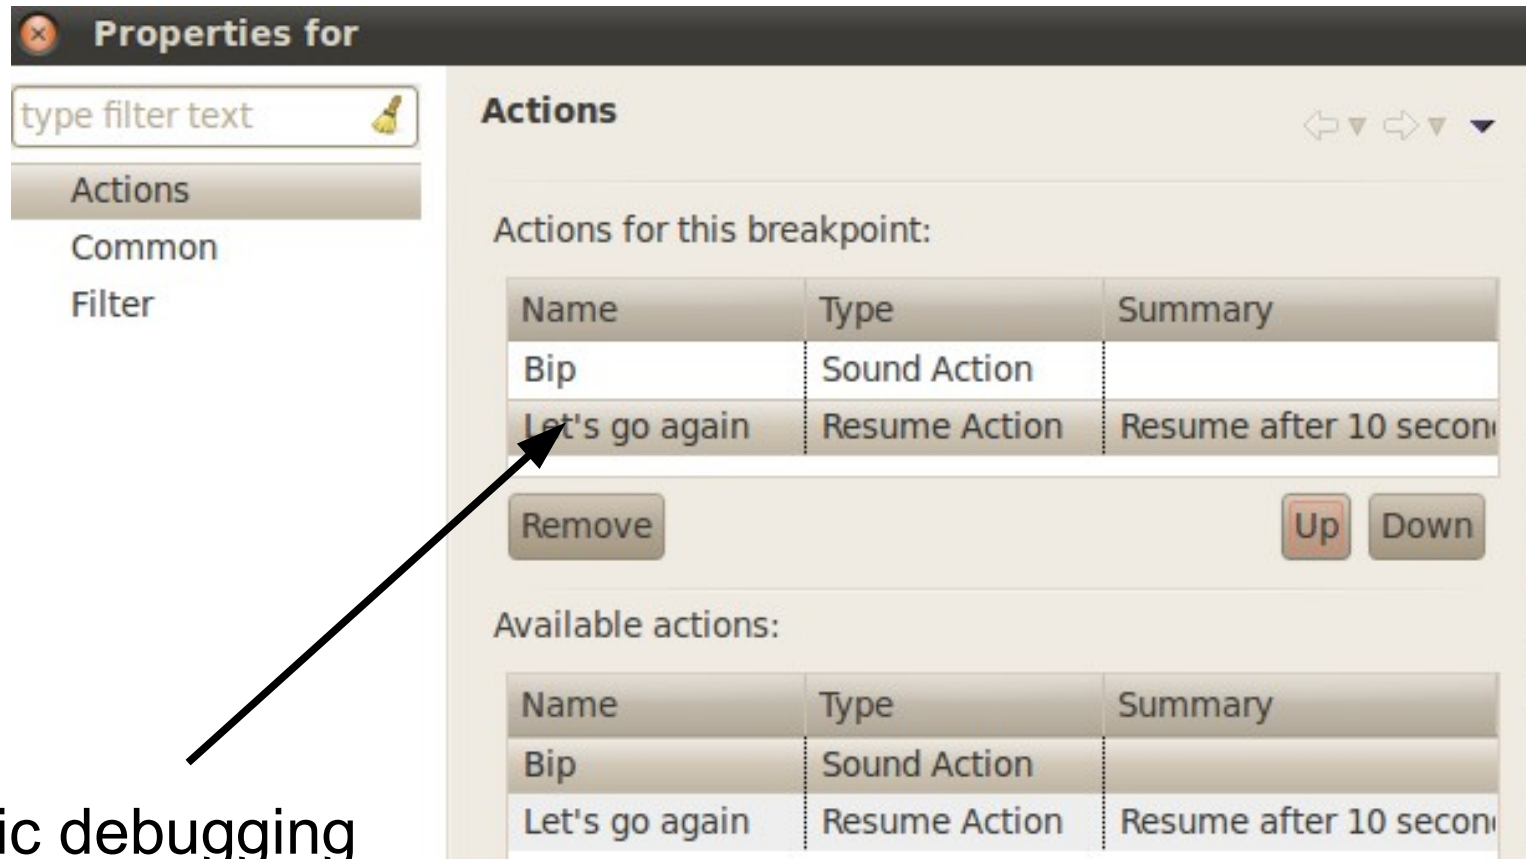 Properties for
type filter text
Actions
Common
Filter
Actions
Actions for this breakpoint:
Name Type Summary
Bip Sound Action
Let's go again Resume Action Resume after 10 secon
Remove Up Down
Available actions:
Name Type Summary
Bip Sound Action
Let's go again Resume Action Resume after 10 secon
debugging